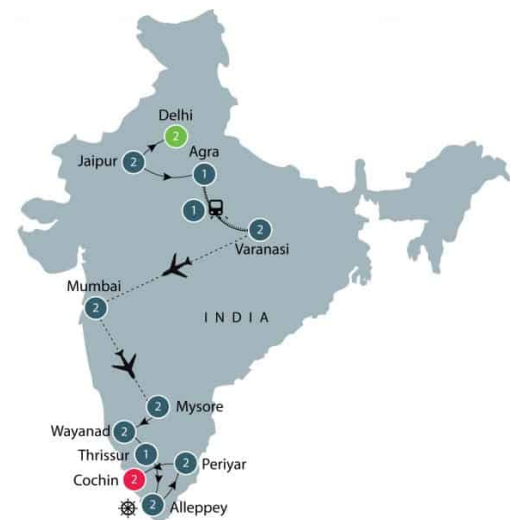 Delhi
2
Jaipur 2
Agra
1
1
2
Varanasi
Mumbai
2
INDIA
2 Mysore
Wayanad 2
Thrissur 1
2 Periyar
Cochin 2
2 Alleppey